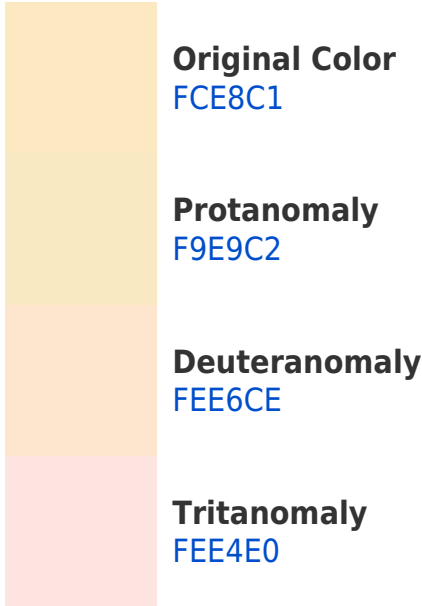 Original Color
FCE8C1
Protanomaly
F9E9C2
Deuteranomaly
FEE6CE
Tritanomaly
FEE4E0